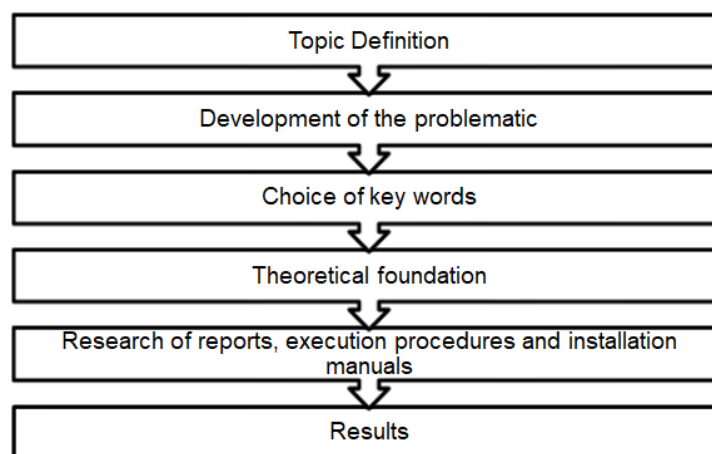 Topic Definition
Development of the problematic
Choice of key words
Theoretical foundation
Research of reports, execution procedures and installation
manuals
Results